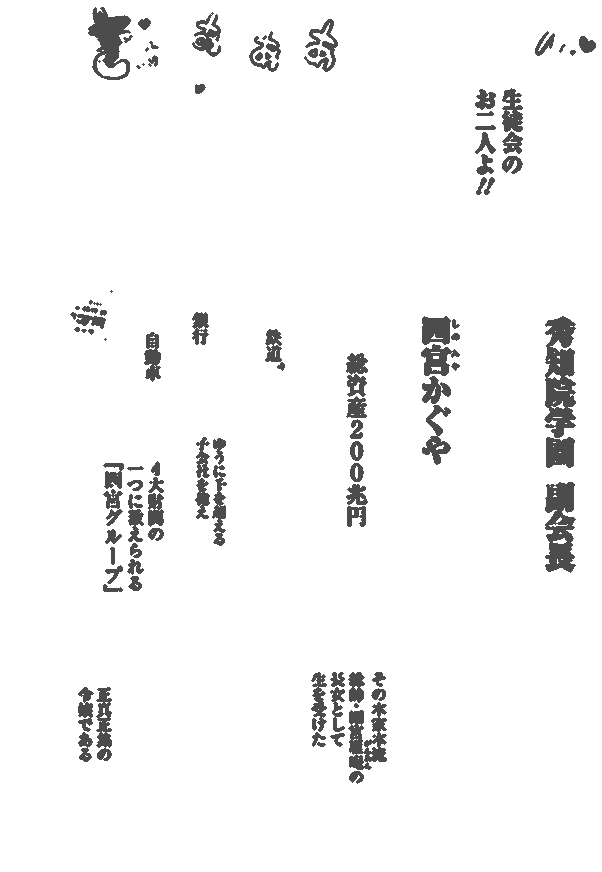 あぁ
あぁ
生徒会の
お二人よ!!
秀知院学園 副会長
四宮かぐや
総資産200兆円
鉄道、
銀行
自動車
ゆうに千を超える
子会社を抱え
4大財閥の
一つに数えられる
『四宮グループ』
その本家本流
総帥・四宮雁庵の
長女として
生を受けた
正真正銘の
令嬢である